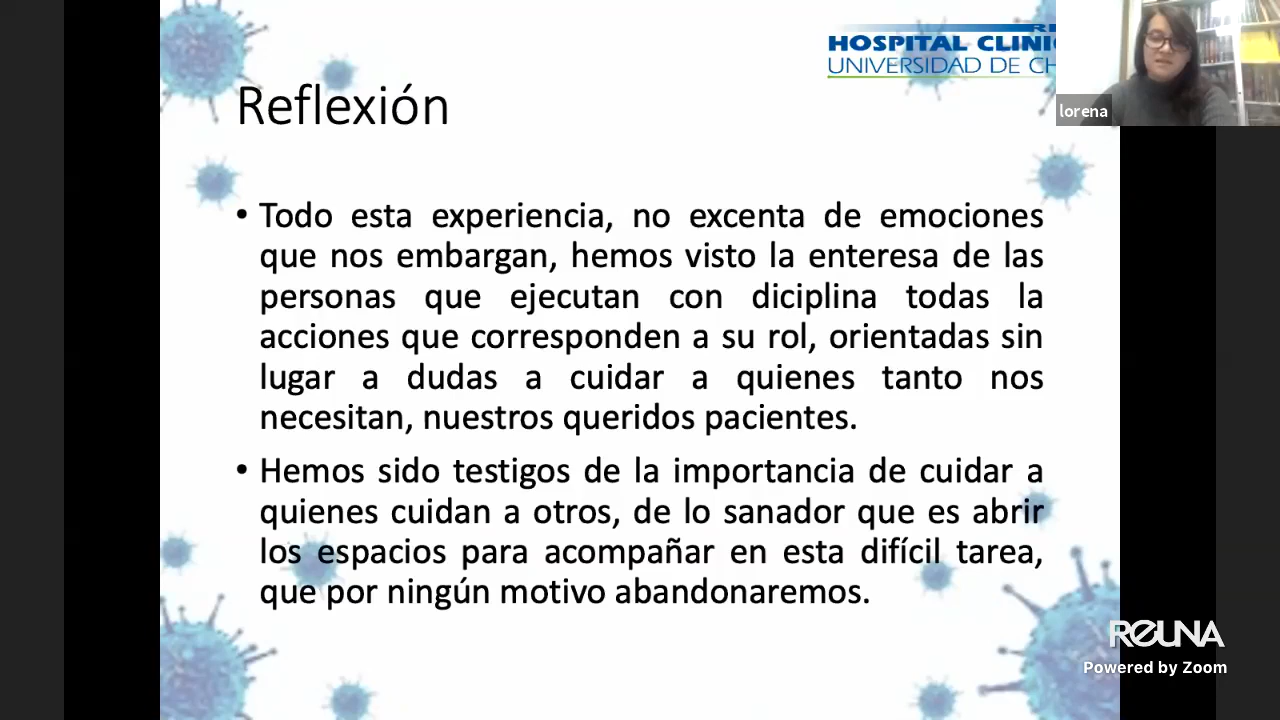 HOSPITAL CLINIC
UNIVERSIDAD DE CH
lorena
Reflexión
• Todo esta experiencia, no excenta de emociones
que nos embargan, hemos visto la enteresa de las
personas que ejecutan con diciplina todas la
acciones que corresponden a su rol, orientadas sin
lugar a dudas a cuidar a quienes tanto nos
necesitan, nuestros queridos pacientes.
• Hemos sido testigos de la importancia de cuidar a
quienes cuidan a otros, de lo sanador que es abrir
los espacios para acompañar en esta difícil tarea,
que por ningún motivo abandonaremos.
REUNA
Powered by Zoom